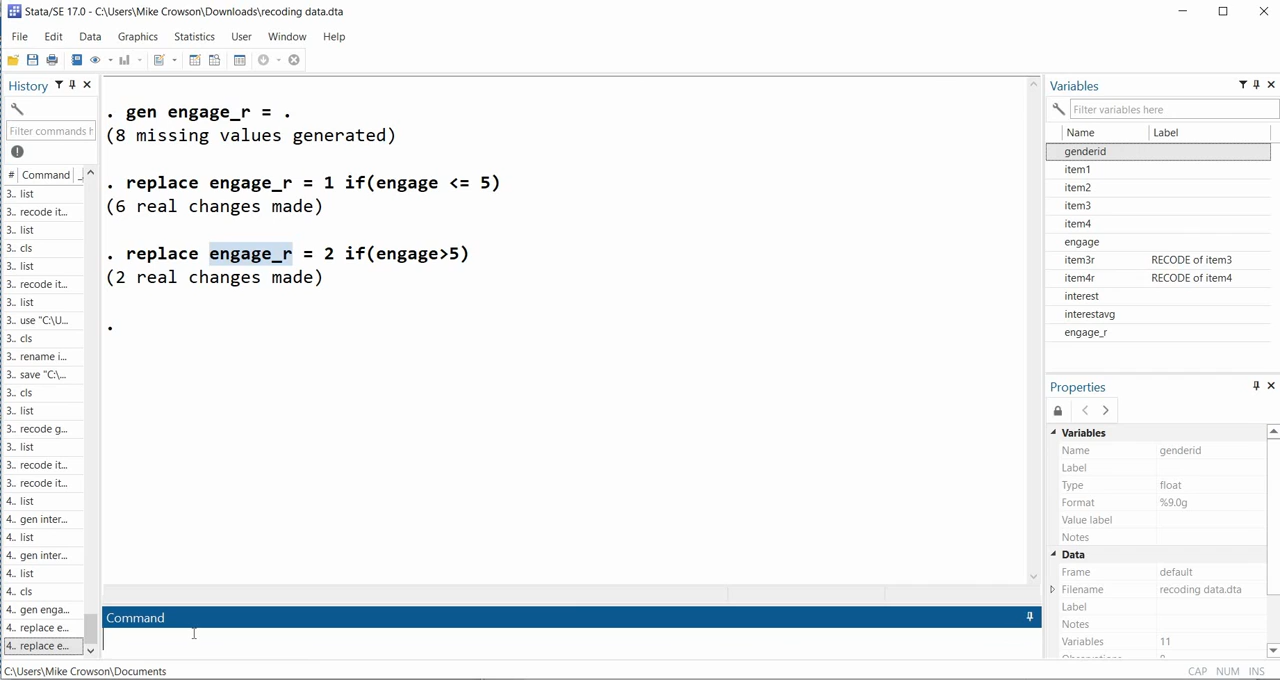 Stata/SE 17.0 - C:\Users\Mike Crowson\Downloads\recoding data.dta
File Edit Data Graphics Statistics User Window Help
History
Filter commands h
# Command
3.. list
3.. recode it...
3.. list
3.. cls
3.. list
3.. recode it...
3.. list
3.. use "C:\U...
3.. cls
3.. rename i...
3.. save "C:\...
3.. cls
3.. list
3.. recode g...
3.. list
3.. recode it...
3.. recode it...
4.. list
4.. gen inter...
4.. list
4.. gen inter...
4.. list
4.. cls
4.. gen enga...
4.. replace e...
4.. replace e...
. gen engage_r = .
(8 missing values generated)
. replace engage_r = 1 if(engage <= 5)
(6 real changes made)
. replace engage_r = 2 if(engage>5)
(2 real changes made)
.
Command
Variables
Filter variables here
Name Label
genderid
item1
item2
item3
item4
engage
item3r RECODE of item3
item4r RECODE of item4
interest
interestavg
engage_r
Properties
Variables
Name genderid
Label
Type float
Format %9.0g
Value label
Notes
Data
Frame default
Filename recoding data.dta
Label
Notes
Variables 11
C:\Users\Mike Crowson\Documents
CAP NUM INS